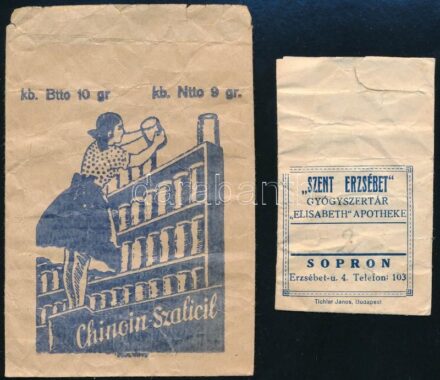 kb. Btto 10 gr kb. Ntto 9 gr.
Chinoin-Szalicil
„SZENT ERZSÉBET"
GYÓGYSZERTÁR
„ELISABETH" APOTHEKE
SOPRON
Erzsébet-u. 4. Telefon: 103
Tichler János, Budapest